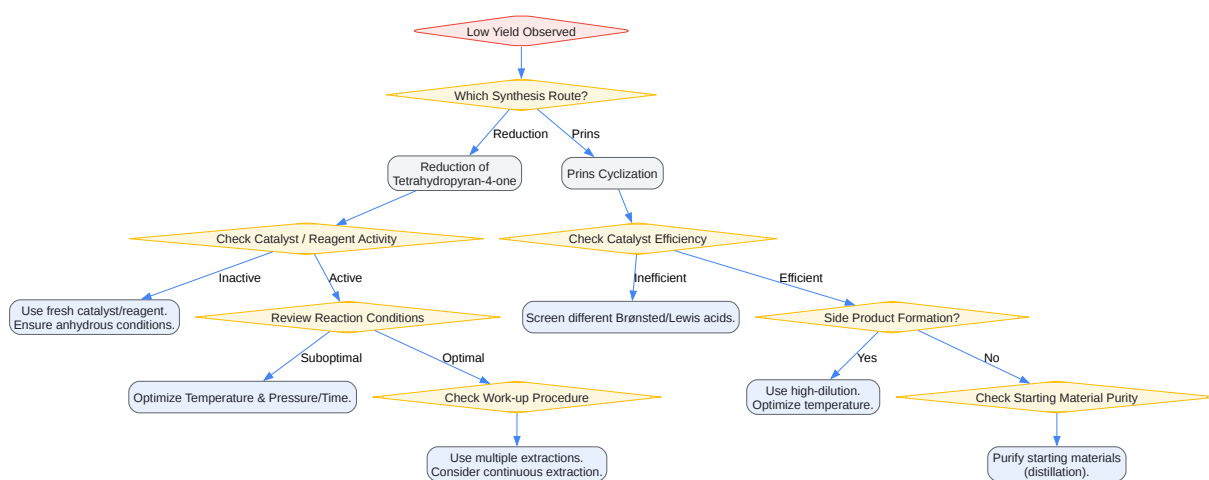 Low Yield Observed
Which Synthesis Route?
Reduction
Prins
Reduction of
Tetrahydropyran-4-one
Prins Cyclization
Check Catalyst / Reagent Activity
Check Catalyst Efficiency
Inactive
Active
Inefficient
Efficient
Use fresh catalyst/reagent.
Ensure anhydrous conditions.
Review Reaction Conditions
Screen different Brønsted/Lewis acids.
Side Product Formation?
Suboptimal
Optimal
Yes
No
Optimize Temperature & Pressure/Time.
Check Work-up Procedure
Use high-dilution.
Optimize temperature.
Check Starting Material Purity
Use multiple extractions.
Consider continuous extraction.
Purify starting materials
(distillation).